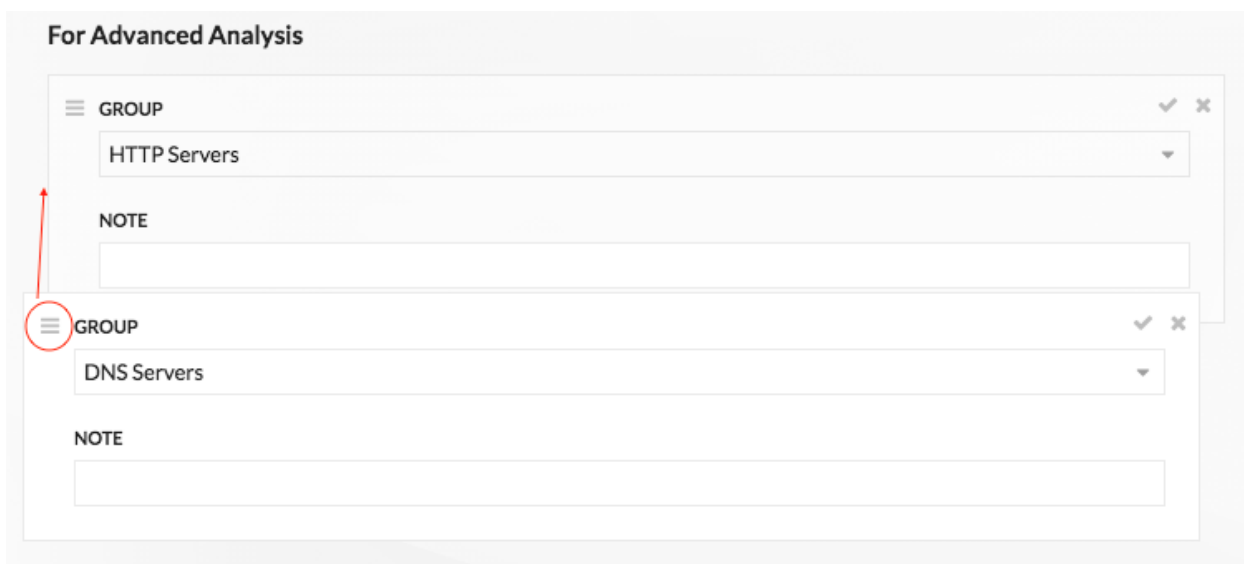 For Advanced Analysis
GROUP
HTTP Servers
NOTE
GROUP
DNS Servers
NOTE